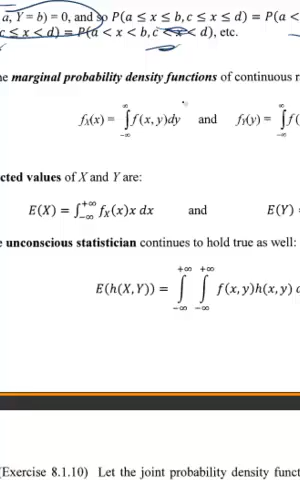 a, Y = b) = 0, and so P(a ≤ x ≤ b, c ≤ x ≤ d) = P(a <
c ≤ x < d) = P(a < x < b, c < x < d), etc.
he marginal probability density functions of continuous r
fX(x) = ∫_{-∞}^{∞} f(x, y)dy and fY(y) = ∫_{-∞}^{∞} f(
cted values of X and Y are:
E(X) = ∫_{-∞}^{+∞} fX(x)x dx and E(Y) =
e unconscious statistician continues to hold true as well:
E(h(X, Y)) = ∫_{-∞}^{+∞} ∫_{-∞}^{+∞} f(x, y)h(x, y) d
(Exercise 8.1.10) Let the joint probability density funct